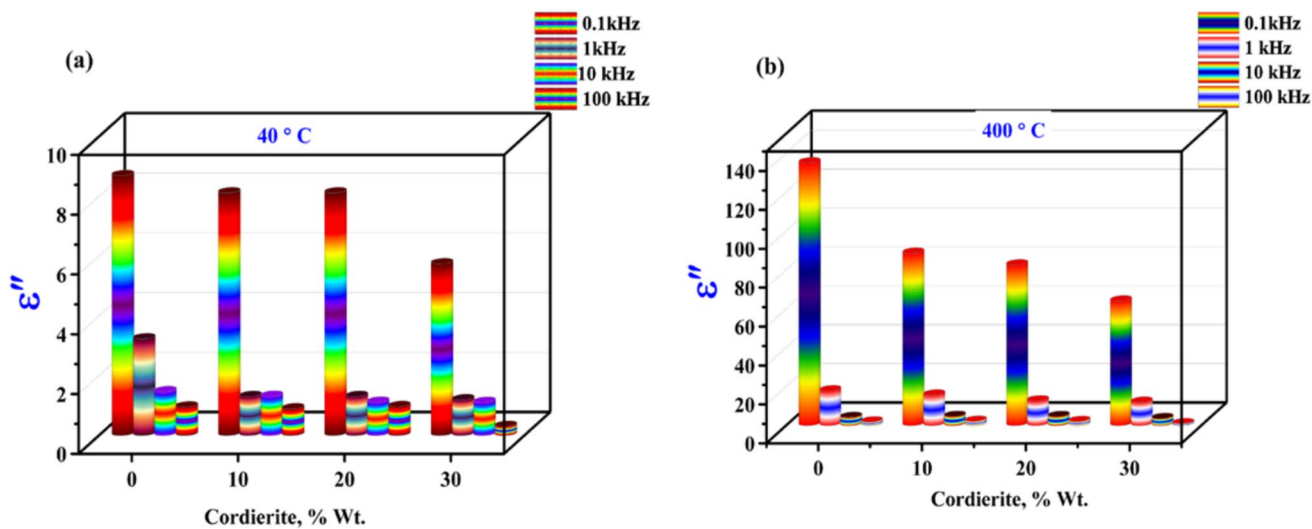 (a)
0.1kHz
1kHz
10 kHz
100 kHz
40 ° C
10
8
6
4
2
0
ε″
0 10 20 30
Cordierite, % Wt.
(b)
0.1kHz
1 kHz
10 kHz
100 kHz
400 ° C
140
120
100
80
60
40
20
0
ε″
0 10 20 30
Cordierite, % Wt.